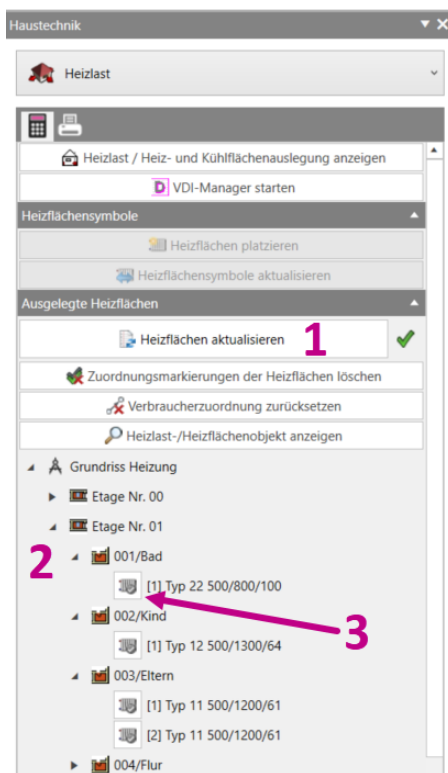 Haustechnik
Heizlast
Heizlast / Heiz- und Kühlflächenauslegung anzeigen
D VDI-Manager starten
Heizflächensymbole
Heizflächen platzieren
Heizflächensymbole aktualisieren
Ausgelegte Heizflächen
Heizflächen aktualisieren 1
Zuordnungsmarkierungen der Heizflächen löschen
Verbraucherzuordnung zurücksetzen
Heizlast-/Heizflächenobjekt anzeigen
Grundriss Heizung
Etage Nr. 00
Etage Nr. 01
2 001/Bad
[1] Typ 22 500/800/100
002/Kind 3
[1] Typ 12 500/1300/64
003/Eltern
[1] Typ 11 500/1200/61
[2] Typ 11 500/1200/61
004/Flur